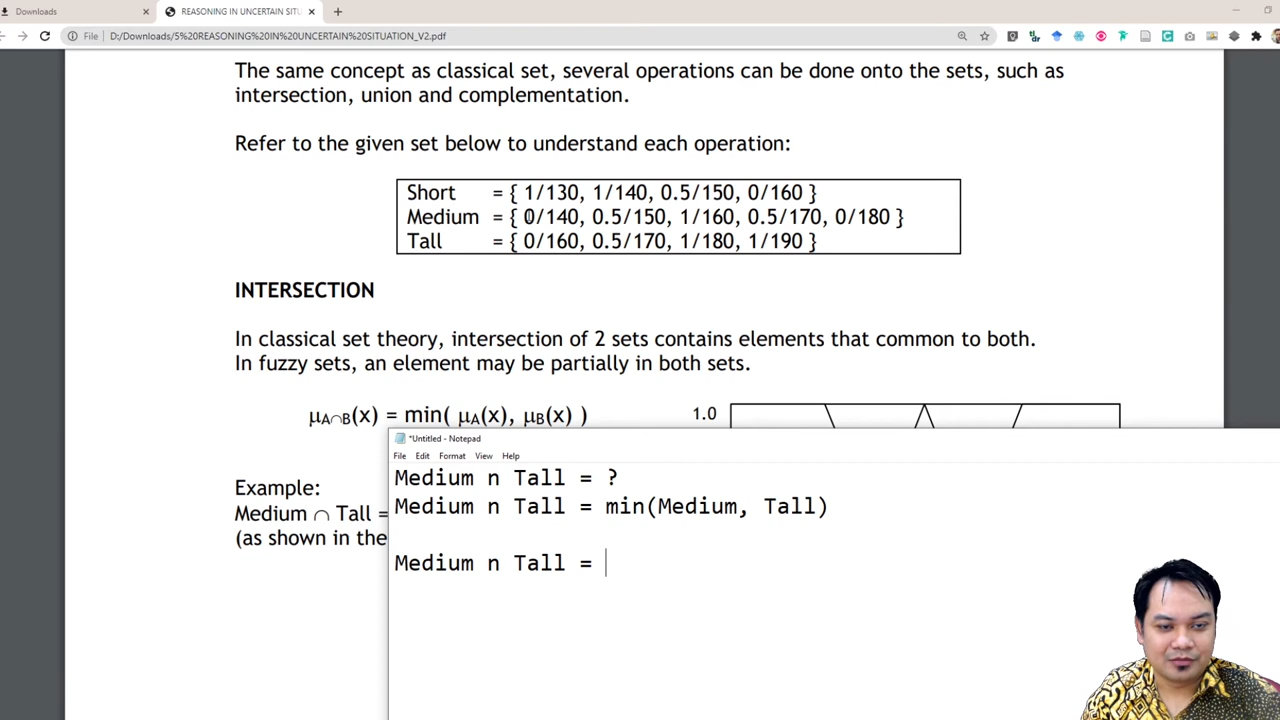 Downloads
REASONING IN UNCERTAIN SITU
File D:/Downloads/5%20REASONING%20IN%20UNCERTAIN%20SITUATION_V2.pdf
The same concept as classical set, several operations can be done onto the sets, such as
intersection, union and complementation.
Refer to the given set below to understand each operation:
Short = { 1/130, 1/140, 0.5/150, 0/160 }
Medium = { 0/140, 0.5/150, 1/160, 0.5/170, 0/180 }
Tall = { 0/160, 0.5/170, 1/180, 1/190 }
INTERSECTION
In classical set theory, intersection of 2 sets contains elements that common to both.
In fuzzy sets, an element may be partially in both sets.
μA∩B(x) = min( μA(x), μB(x) )
1.0
Example:
Medium ∩ Tall =
(as shown in the
*Untitled - Notepad
File Edit Format View Help
Medium n Tall = ?
Medium n Tall = min(Medium, Tall)
Medium n Tall =